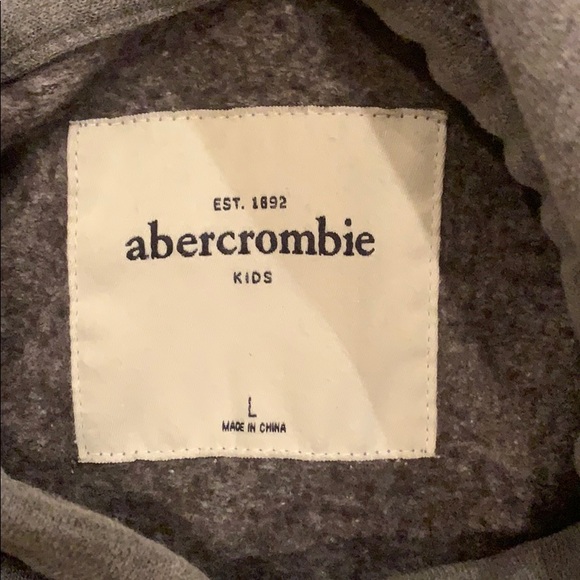 EST. 1892
abercrombie
KIDS
L
MADE IN CHINA